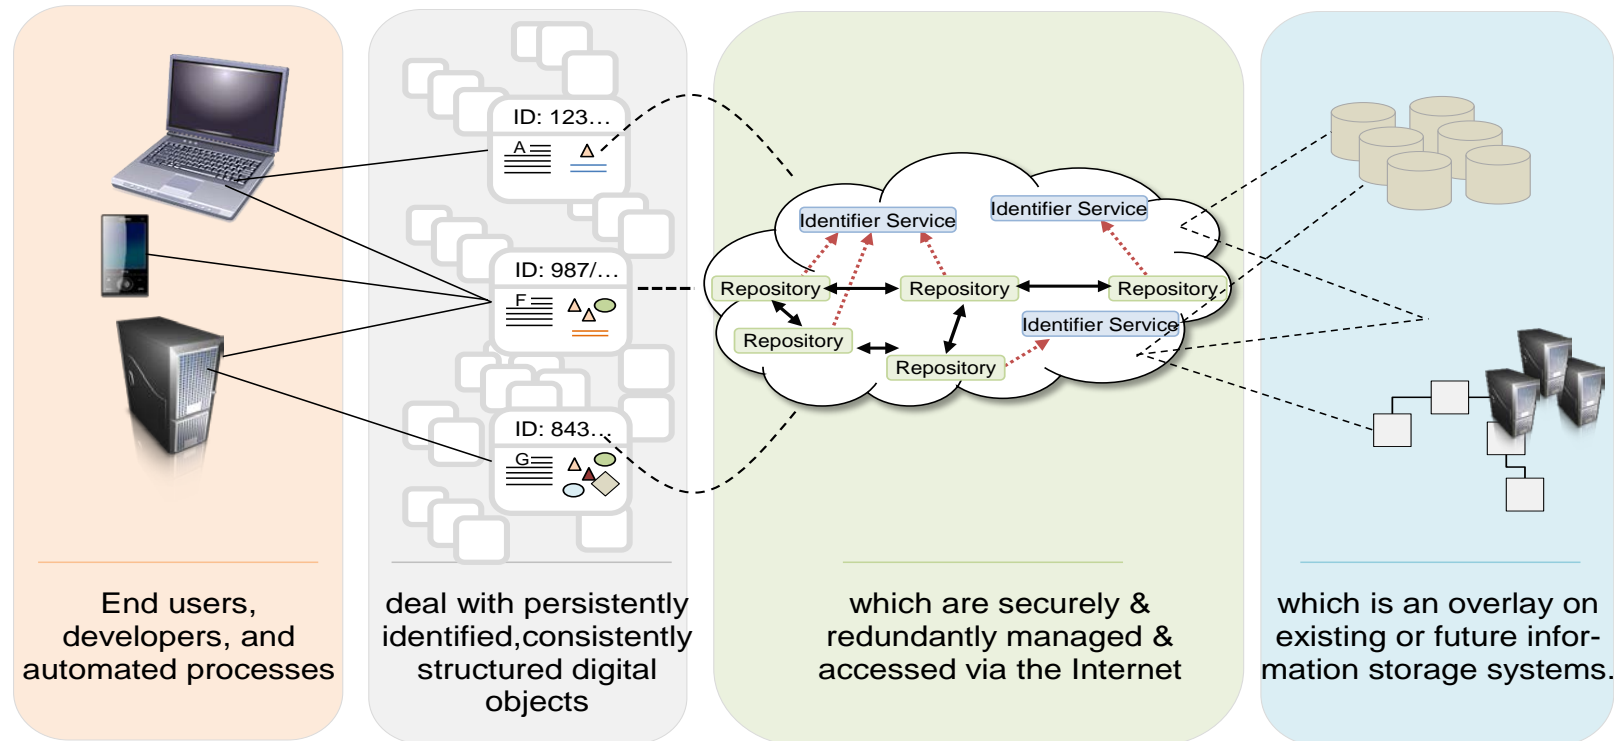 ID: 123...
A
ID: 987/...
F
ID: 843...
G
Identifier Service
Identifier Service
Repository
Repository
Repository
Identifier Service
Repository
Repository
End users,
developers, and
automated processes
deal with persistently
identified,consistently
structured digital
objects
which are securely &
redundantly managed &
accessed via the Internet
which is an overlay on
existing or future infor-
mation storage systems.